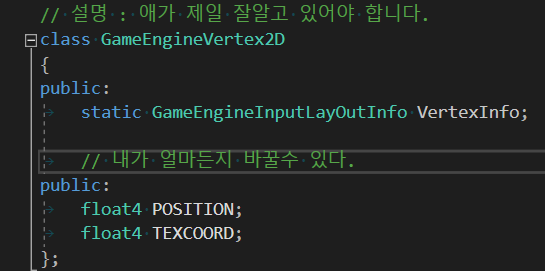 // 설명 : 애가 제일 잘알고 있어야 합니다.
class GameEngineVertex2D
{
public:
static GameEngineInputLayOutInfo VertexInfo;
// 내가 얼마든지 바꿀수 있다.
public:
float4 POSITION;
float4 TEXCOORD;
};